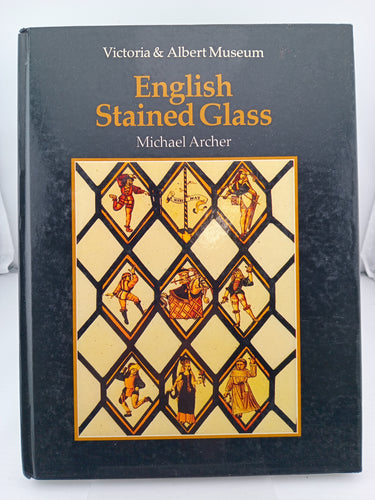 Victoria & Albert Museum
English
Stained Glass
Michael Archer